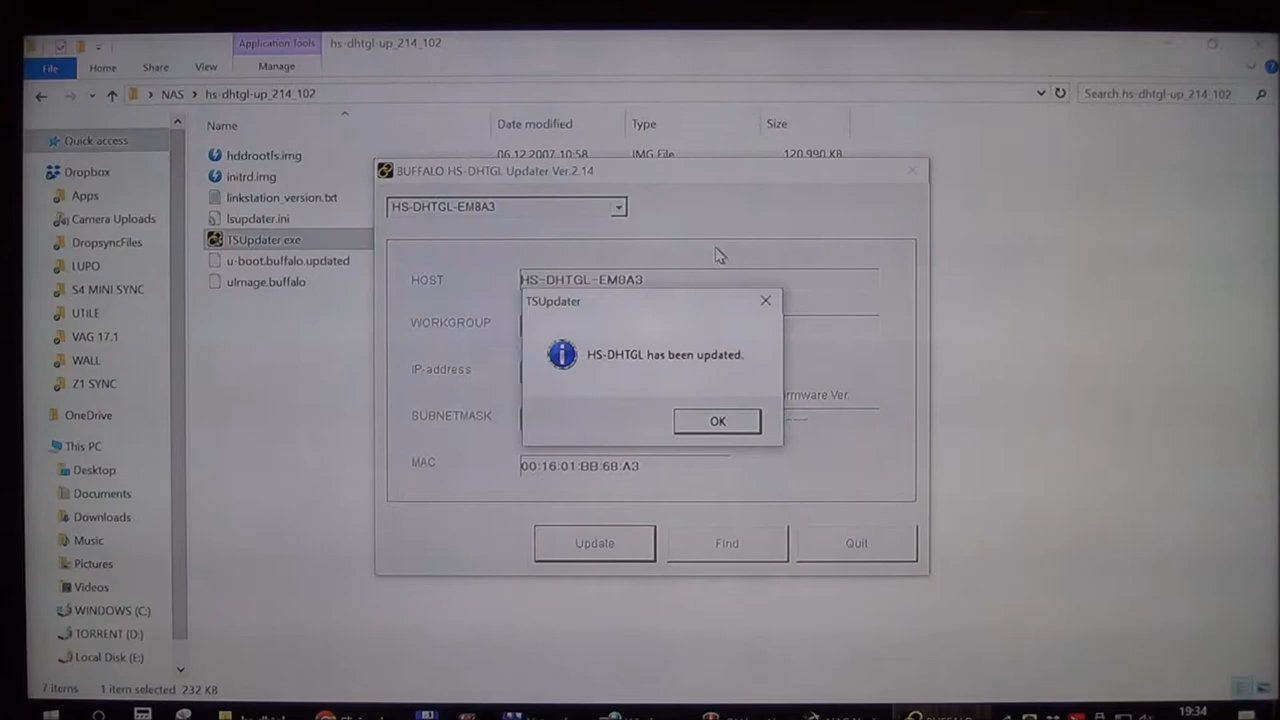 Application Tools hs-dhtgl-up_214_102
File Home Share View Manage
NAS hs-dhtgl-up_214_102 Search hs-dhtgl-up_214_102
Name Date modified Type Size
hddrootfs.img 06.12.2007 10:58 IMG File 120 990 KB
initrd.img
linkstation_version.txt
lsupdater.ini
TSUpdater.exe
u-boot.buffalo.updated
uImage.buffalo
Quick access
Dropbox
Apps
Camera Uploads
DropsyncFiles
LUPO
S4 MINI SYNC
UTILE
VAG 17.1
WALL
Z1 SYNC
OneDrive
This PC
Desktop
Documents
Downloads
Music
Pictures
Videos
WINDOWS (C:)
TORRENT (D:)
Local Disk (E:)
BUFFALO HS-DHTGL Updater Ver.2.14
HS-DHTGL-EM8A3
HOST HS-DHTGL-EM8A3
WORKGROUP
IP-address
SUBNETMASK
MAC 00:16:01:BB:68:A3
rmware Ver.
TSUpdater
HS-DHTGL has been updated.
OK
Update Find Quit
7 items 1 item selected 232 KB
19:34